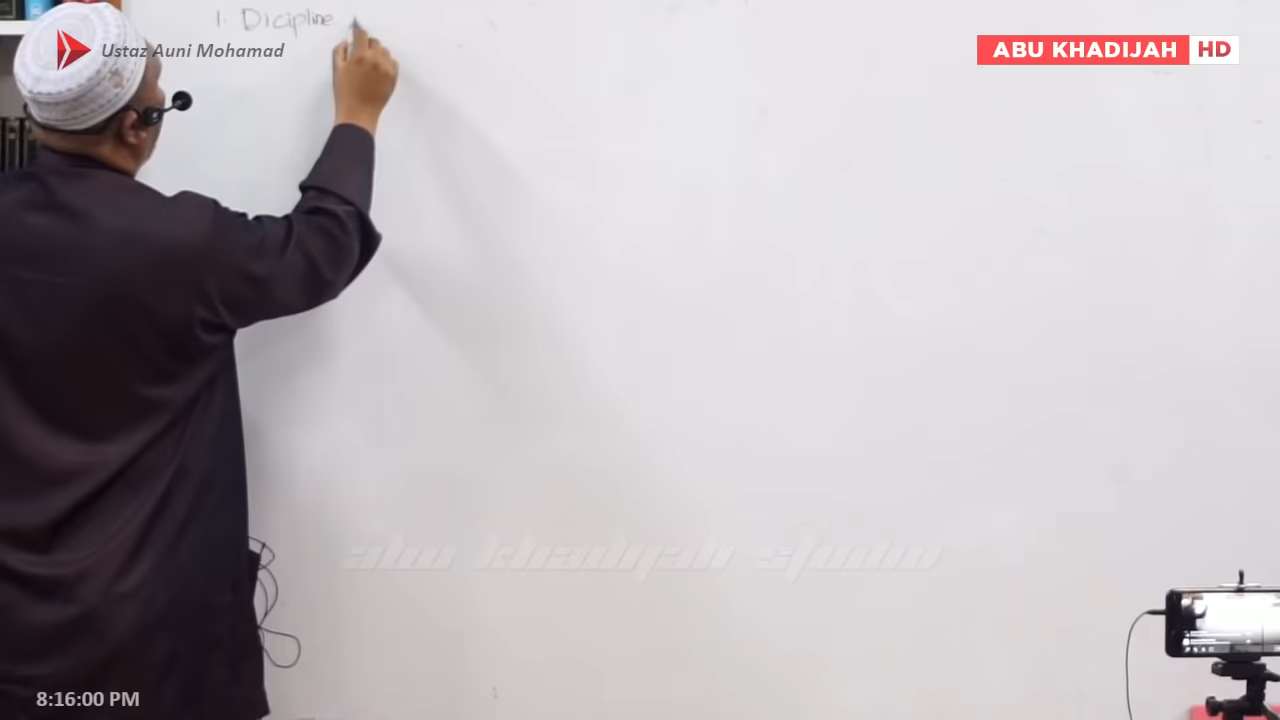 1. Dicipline
Ustaz Auni Mohamad
ABU KHADIJAH HD
abu khadijah studio
8:16:00 PM